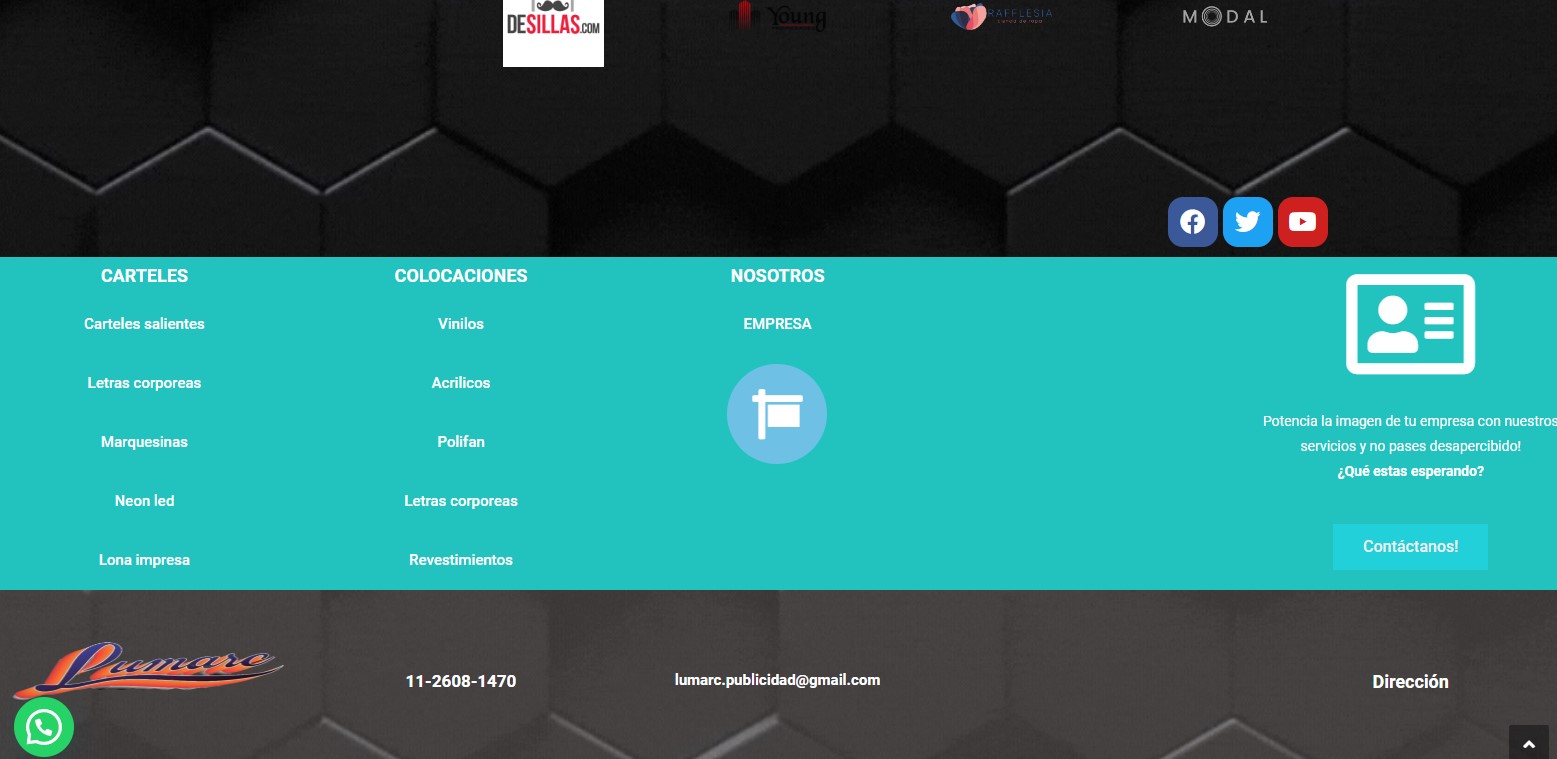 DESILLAS.COM
Young
RAFFLESIA
MODAL
CARTELES
Carteles salientes
Letras corporeas
Marquesinas
Neon led
Lona impresa
COLOCACIONES
Vinilos
Acrilicos
Polifan
Letras corporeas
Revestimientos
NOSOTROS
EMPRESA
Potencia la imagen de tu empresa con nuestros
servicios y no pases desapercibido!
¿Qué estas esperando?
Contáctanos!
Lumarc
11-2608-1470
lumarc.publicidad@gmail.com
Dirección